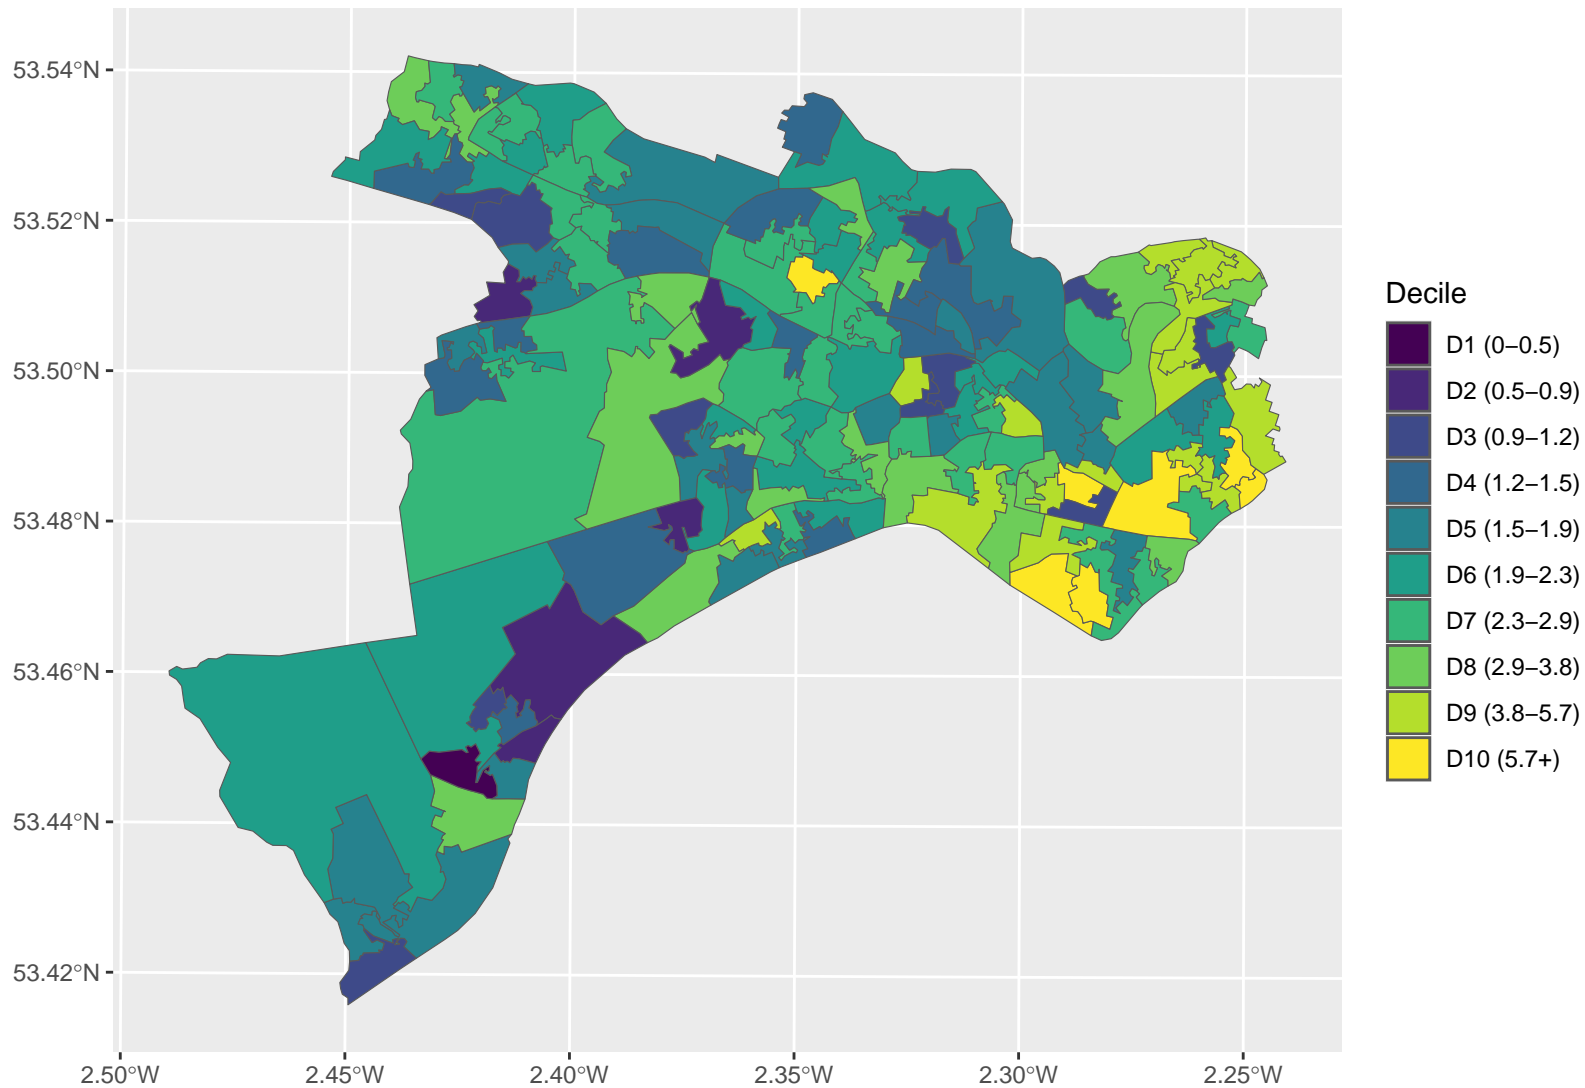 53.54°N
53.52°N
53.50°N
53.48°N
53.46°N
53.44°N
53.42°N
2.50°W
2.45°W
2.40°W
2.35°W
2.30°W
2.25°W
Decile
D1 (0–0.5)
D2 (0.5–0.9)
D3 (0.9–1.2)
D4 (1.2–1.5)
D5 (1.5–1.9)
D6 (1.9–2.3)
D7 (2.3–2.9)
D8 (2.9–3.8)
D9 (3.8–5.7)
D10 (5.7+)